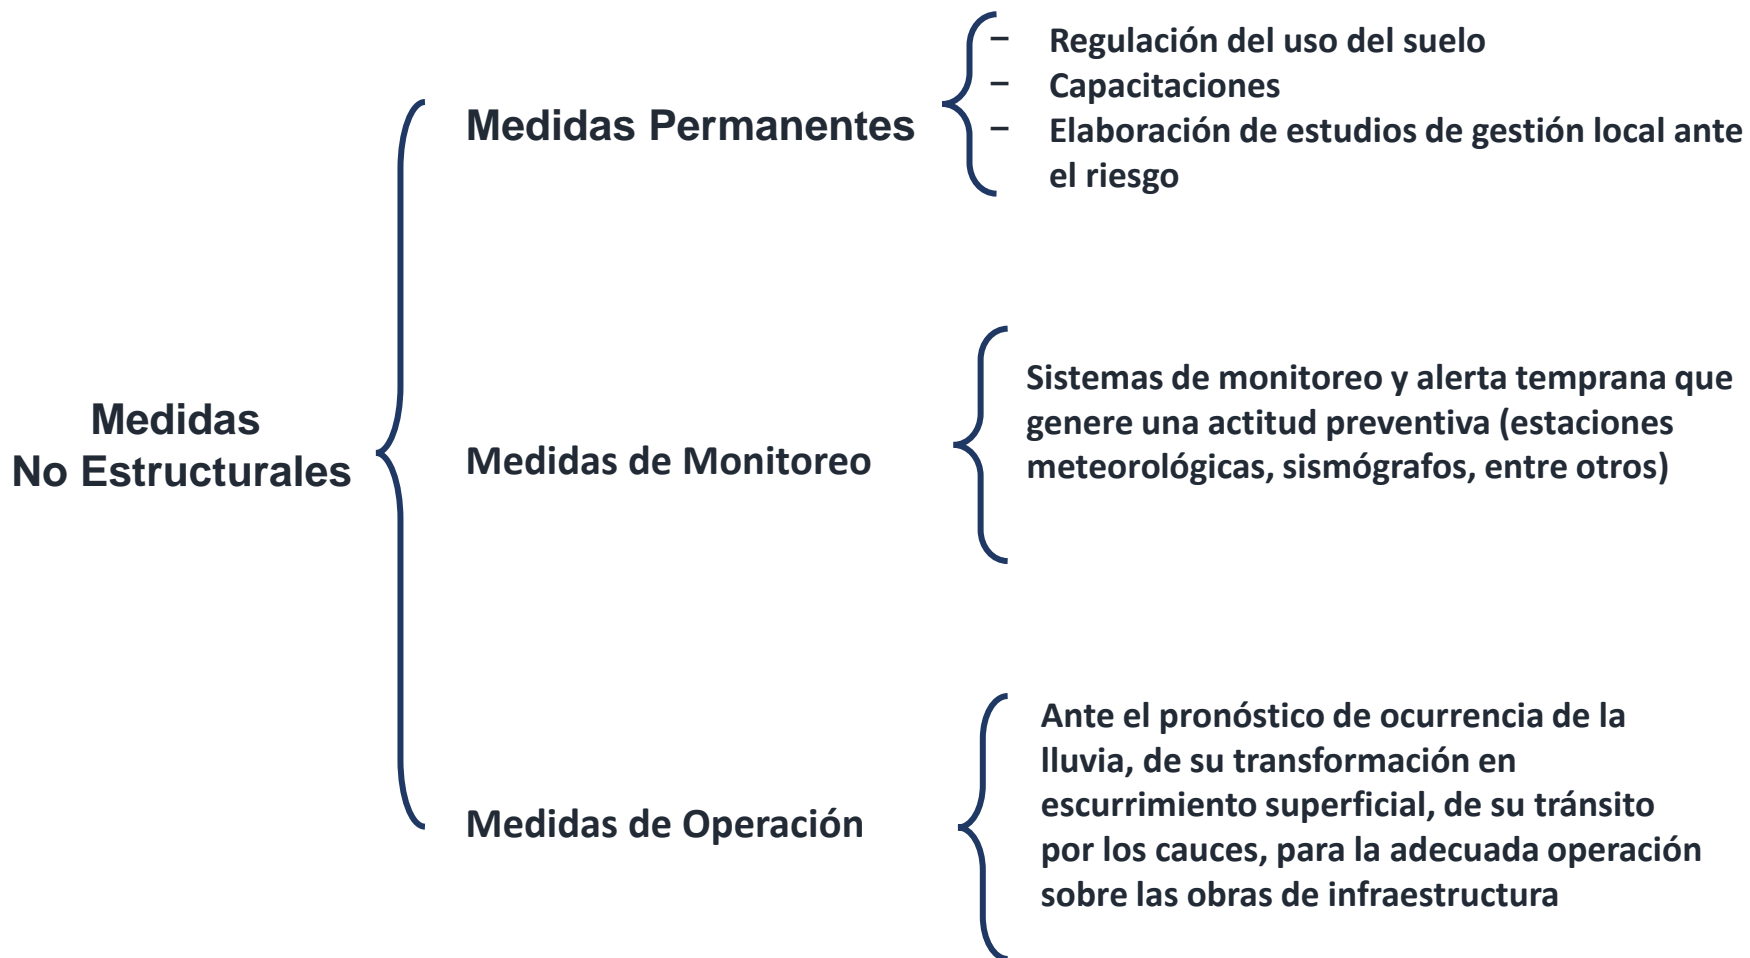 Medidas
No Estructurales
Medidas Permanentes
– Regulación del uso del suelo
– Capacitaciones
– Elaboración de estudios de gestión local ante
el riesgo
Medidas de Monitoreo
Sistemas de monitoreo y alerta temprana que
genere una actitud preventiva (estaciones
meteorológicas, sismógrafos, entre otros)
Medidas de Operación
Ante el pronóstico de ocurrencia de la
lluvia, de su transformación en
escurrimiento superficial, de su tránsito
por los cauces, para la adecuada operación
sobre las obras de infraestructura